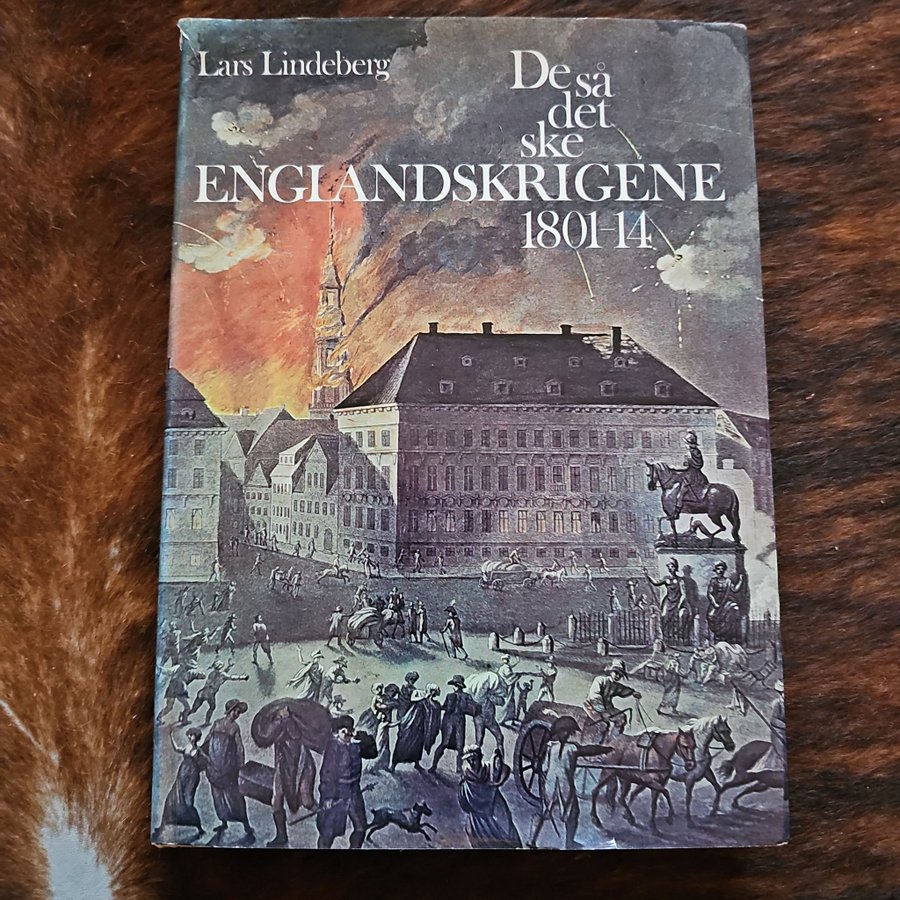 Lars Lindeberg
De så
det
ske
ENGLANDSKRIGENE
1801-14